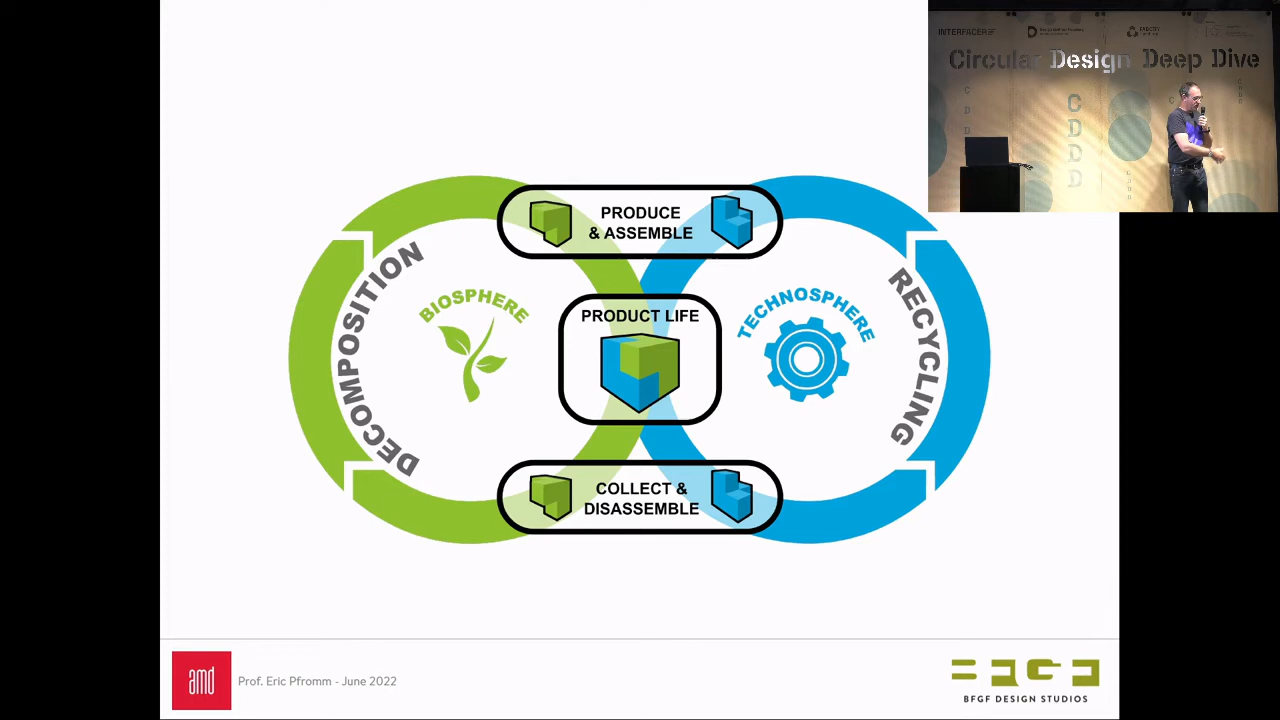 INTERFACER
Circular Design Deep Dive
C
D
D
D
PRODUCE
& ASSEMBLE
DECOMPOSITION
BIOSPHERE
PRODUCT LIFE
TECHNOSPHERE
RECYCLING
COLLECT &
DISASSEMBLE
amd
Prof. Eric Pfromm - June 2022
BFGF
BFGF DESIGN STUDIOS